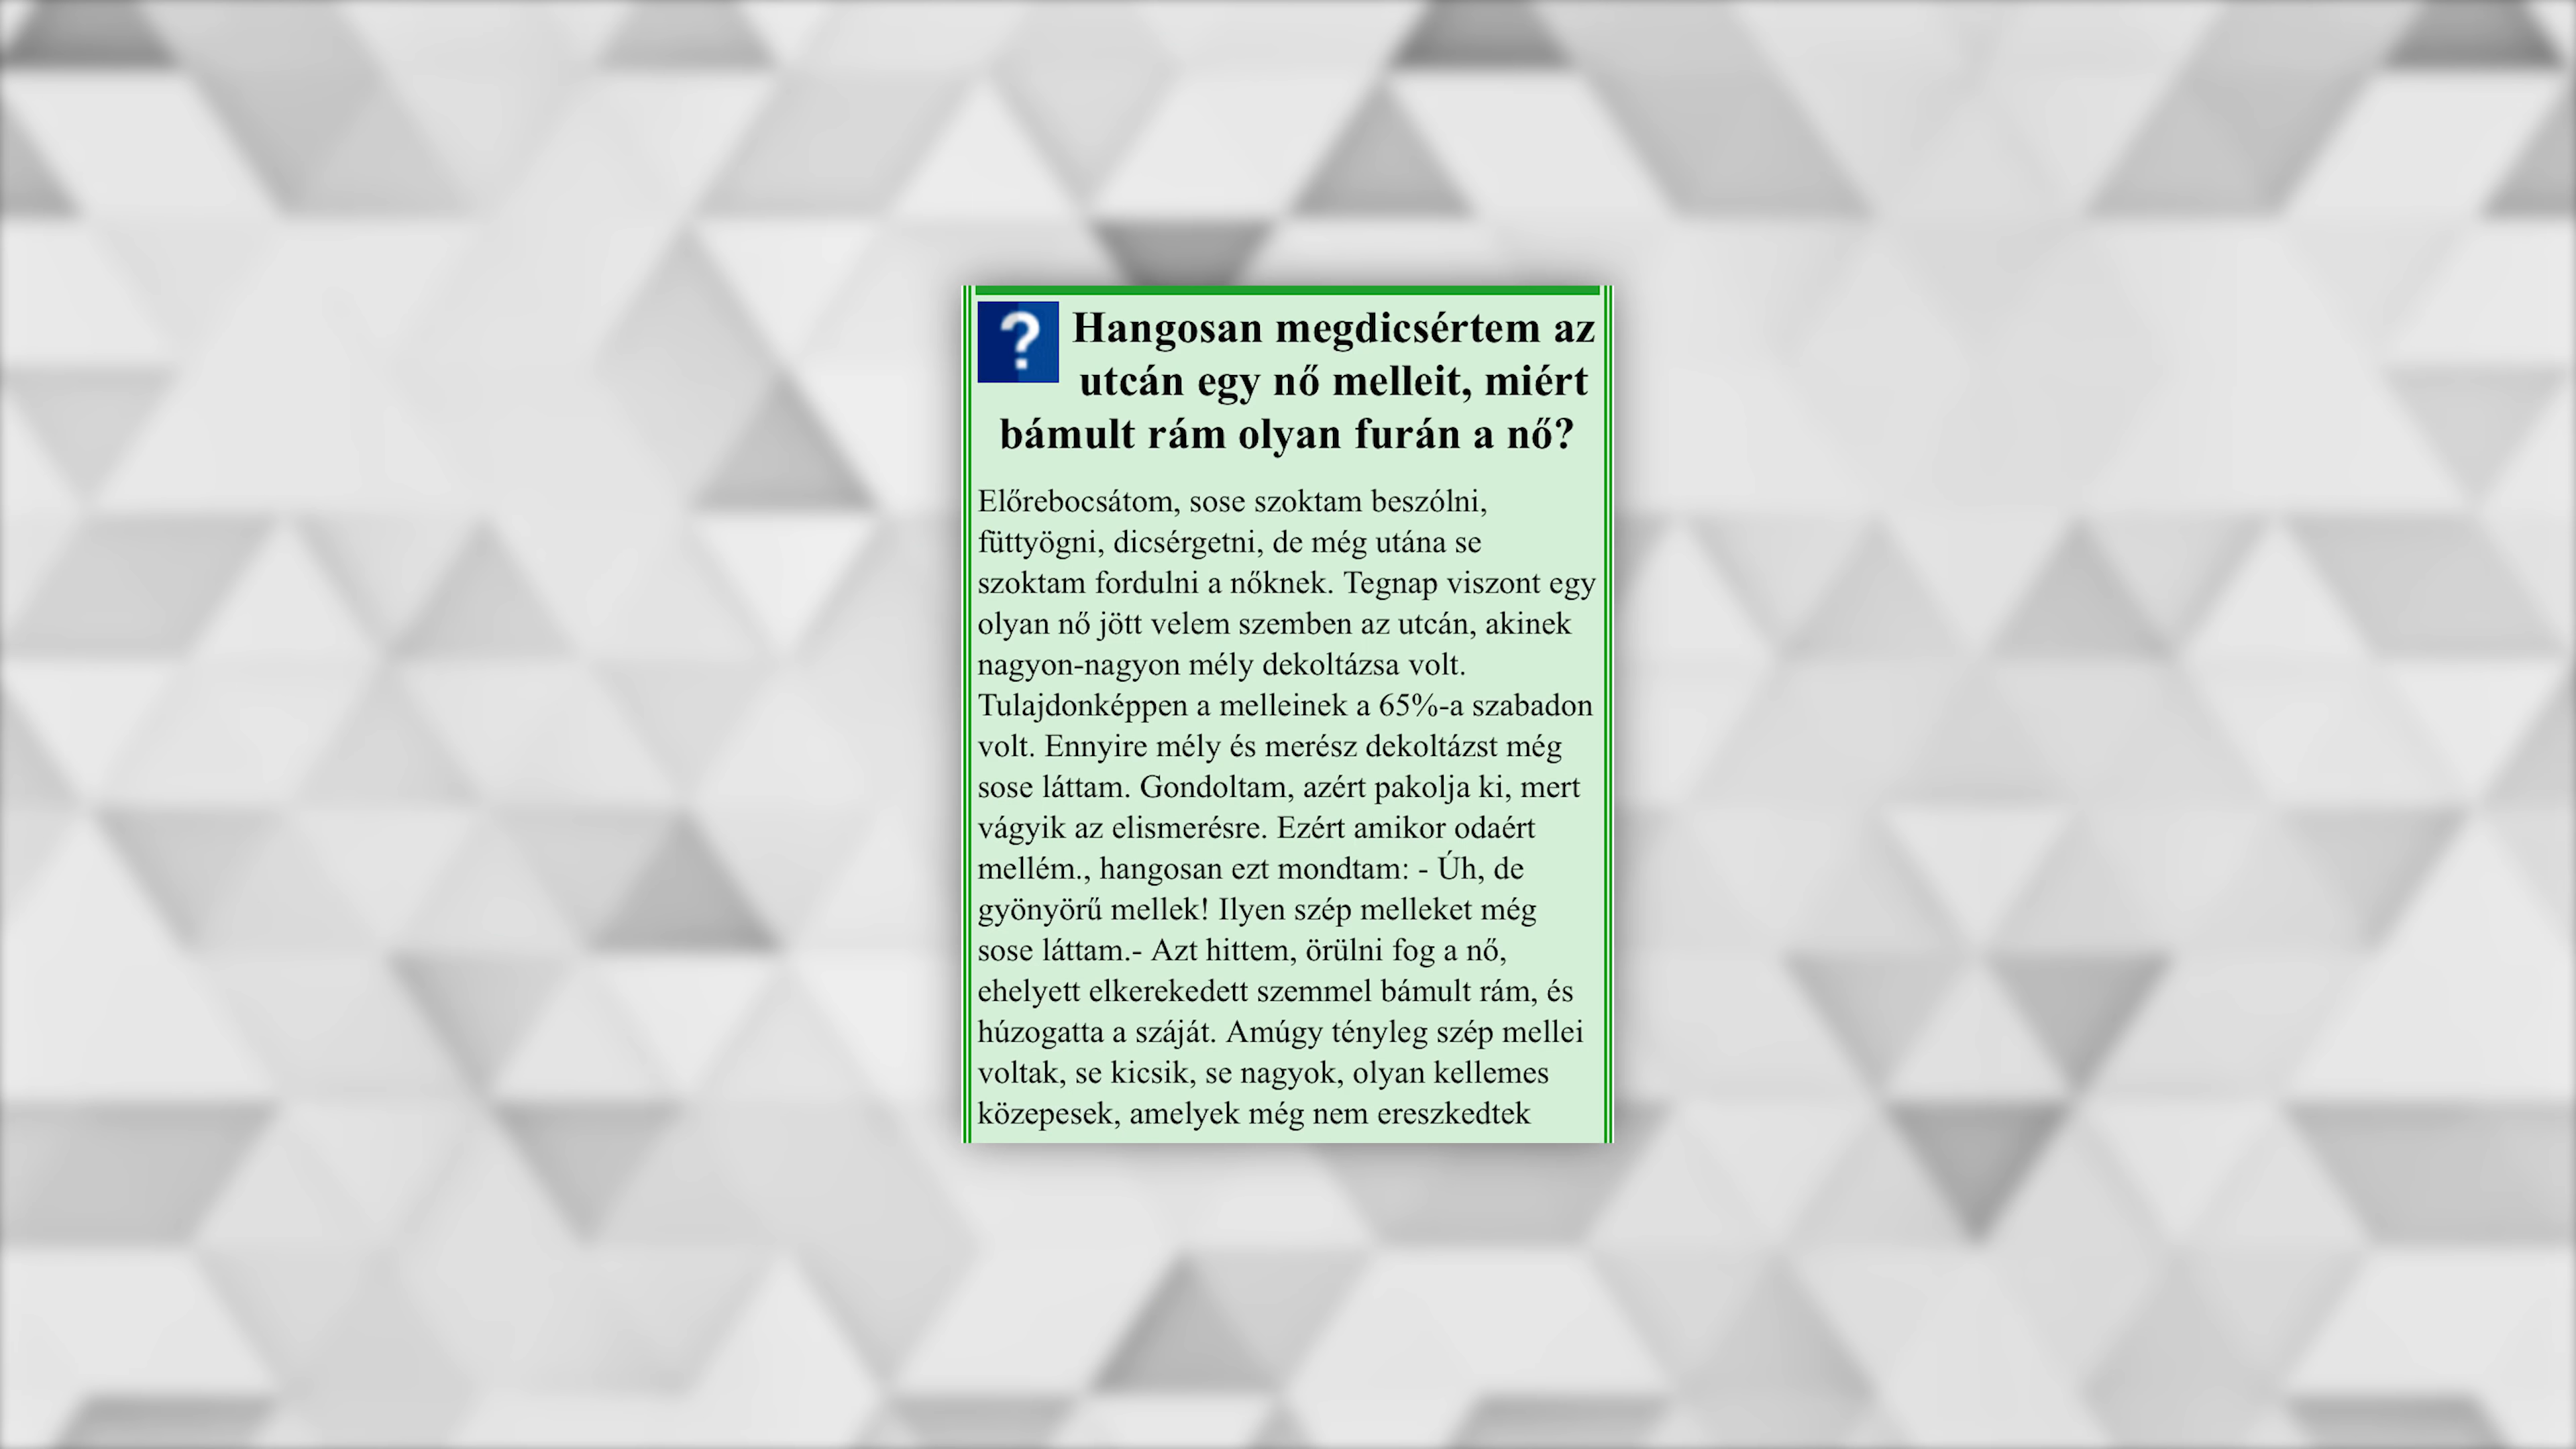 ?
Hangosan megdicsértem az
utcán egy nő melleit, miért
bámult rám olyan furán a nő?
Előrebocsátom, sose szoktam beszólni,
füttyögni, dicsérgetni, de még utána se
szoktam fordulni a nőknek. Tegnap viszont egy
olyan nő jött velem szemben az utcán, akinek
nagyon-nagyon mély dekoltázsa volt.
Tulajdonképpen a melleinek a 65%-a szabadon
volt. Ennyire mély és merész dekoltázst még
sose láttam. Gondoltam, azért pakolja ki, mert
vágyik az elismerésre. Ezért amikor odaért
mellém., hangosan ezt mondtam: - Úh, de
gyönyörű mellek! Ilyen szép melleket még
sose láttam.- Azt hittem, örülni fog a nő,
ehelyett elkerekedett szemmel bámult rám, és
húzogatta a száját. Amúgy tényleg szép mellei
voltak, se kicsik, se nagyok, olyan kellemes
közepesek, amelyek még nem ereszkedtek